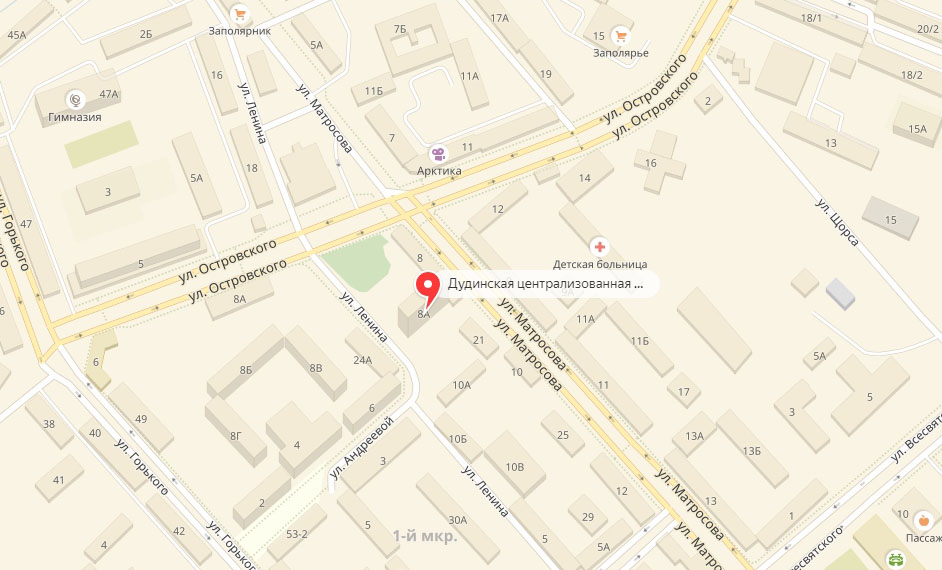 45А
Заполярник
2Б
5А
7Б
15
Заполярье
18/1
20/2
47А
Гимназия
16
ул. Ленина
ул. Матросова
11Б
11А
19
ул. Островского
ул. Островского
2
18/2
15А
3
5А
18
7
11
Арктика
16
13
47
ул. Горького
14
12
ул. Щорса
15
5
ул. Островского
ул. Островского
8
Детская больница
9А
Дудинская централизованная ...
8А
8А
ул. Ленина
ул. Матросова
ул. Матросова
21
11А
11Б
5А
6
8Б
8В
24А
10
10А
11
17
5
3
49
6
8Г
4
38
40
ул. Горького
ул. Андреевой
3
10Б
25
13А
13Б
ул. Всесвятского
41
10В
ул. Ленина
12
ул. Матросова
13
2
42
ул. Горького
53-2
5
30А
29
1
10
Пассаж
4
1-й мкр.
5
5А
ул. Матросова